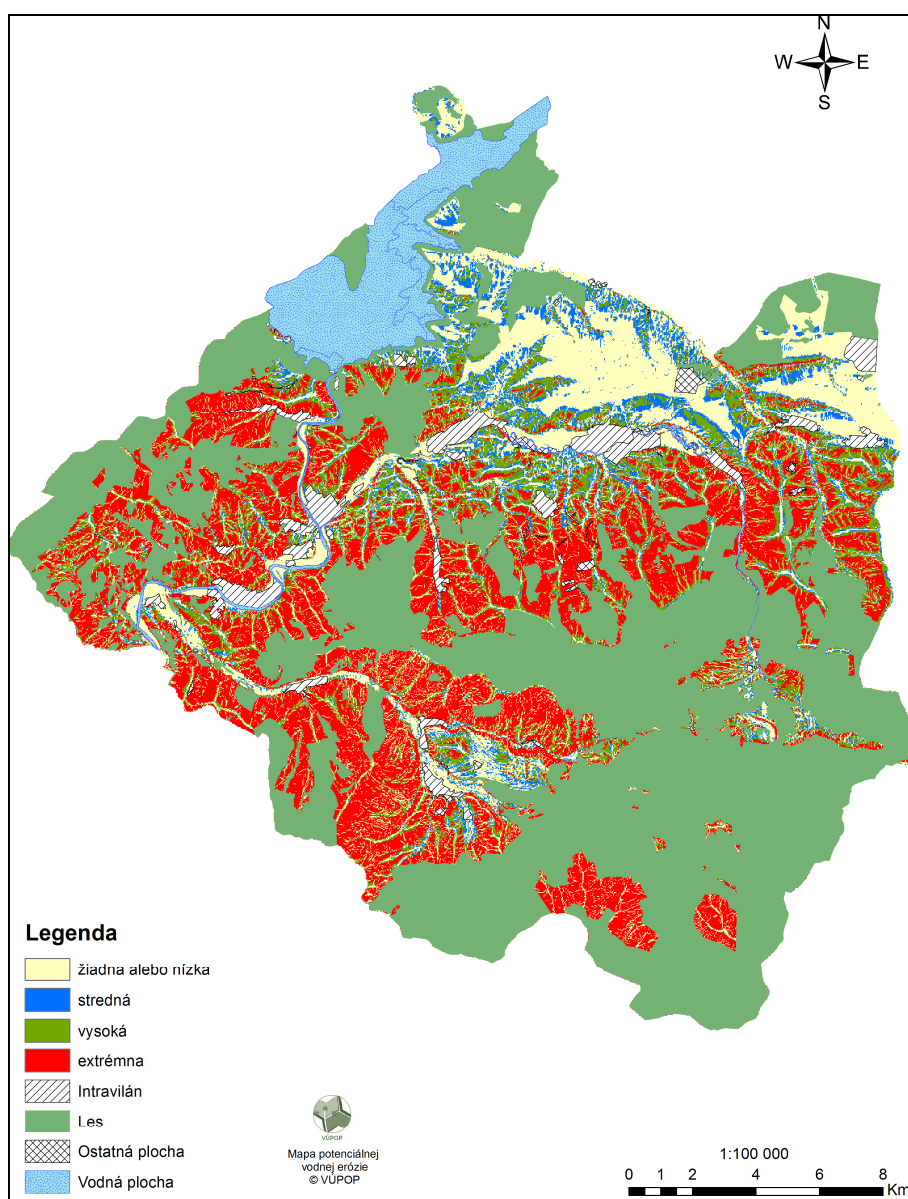 N
W E
S
Legenda
žiadna alebo nízka
stredná
vysoká
extrémna
Intravilán
Les
Ostatná plocha
Vodná plocha
VÚPOP
Mapa potenciálnej
vodnej erózie
© VÚPOP
1:100 000
0 1 2 4 6 8
Km